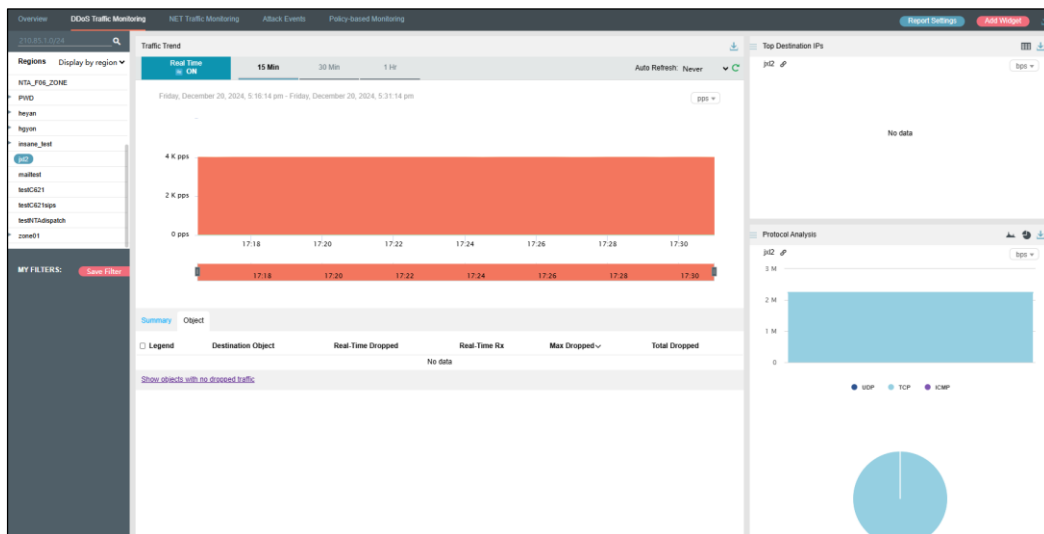 Overview DDoS Traffic Monitoring NET Traffic Monitoring Attack Events Policy-based Monitoring Report Settings Add Widget
210.85.1.0/24
Regions Display by region
NTA_F06_ZONE
PWD
heyan
hgyon
insane_test
jxl2
mailtest
testC621
testC621sips
testNTAdispatch
zone01
MY FILTERS: Save Filter
Traffic Trend
Real Time
ON
15 Min 30 Min 1 Hr Auto Refresh: Never
Friday, December 20, 2024, 5:16:14 pm - Friday, December 20, 2024, 5:31:14 pm pps
4 K pps
2 K pps
0 pps
17:18 17:20 17:22 17:24 17:26 17:28 17:30
17:18 17:20 17:22 17:24 17:26 17:28 17:30
Summary Object
Legend Destination Object Real-Time Dropped Real-Time Rx Max Dropped Total Dropped
No data
Show objects with no dropped traffic
Top Destination IPs
jxl2 bps
No data
Protocol Analysis
jxl2 bps
3 M
2 M
1 M
0
UDP TCP ICMP